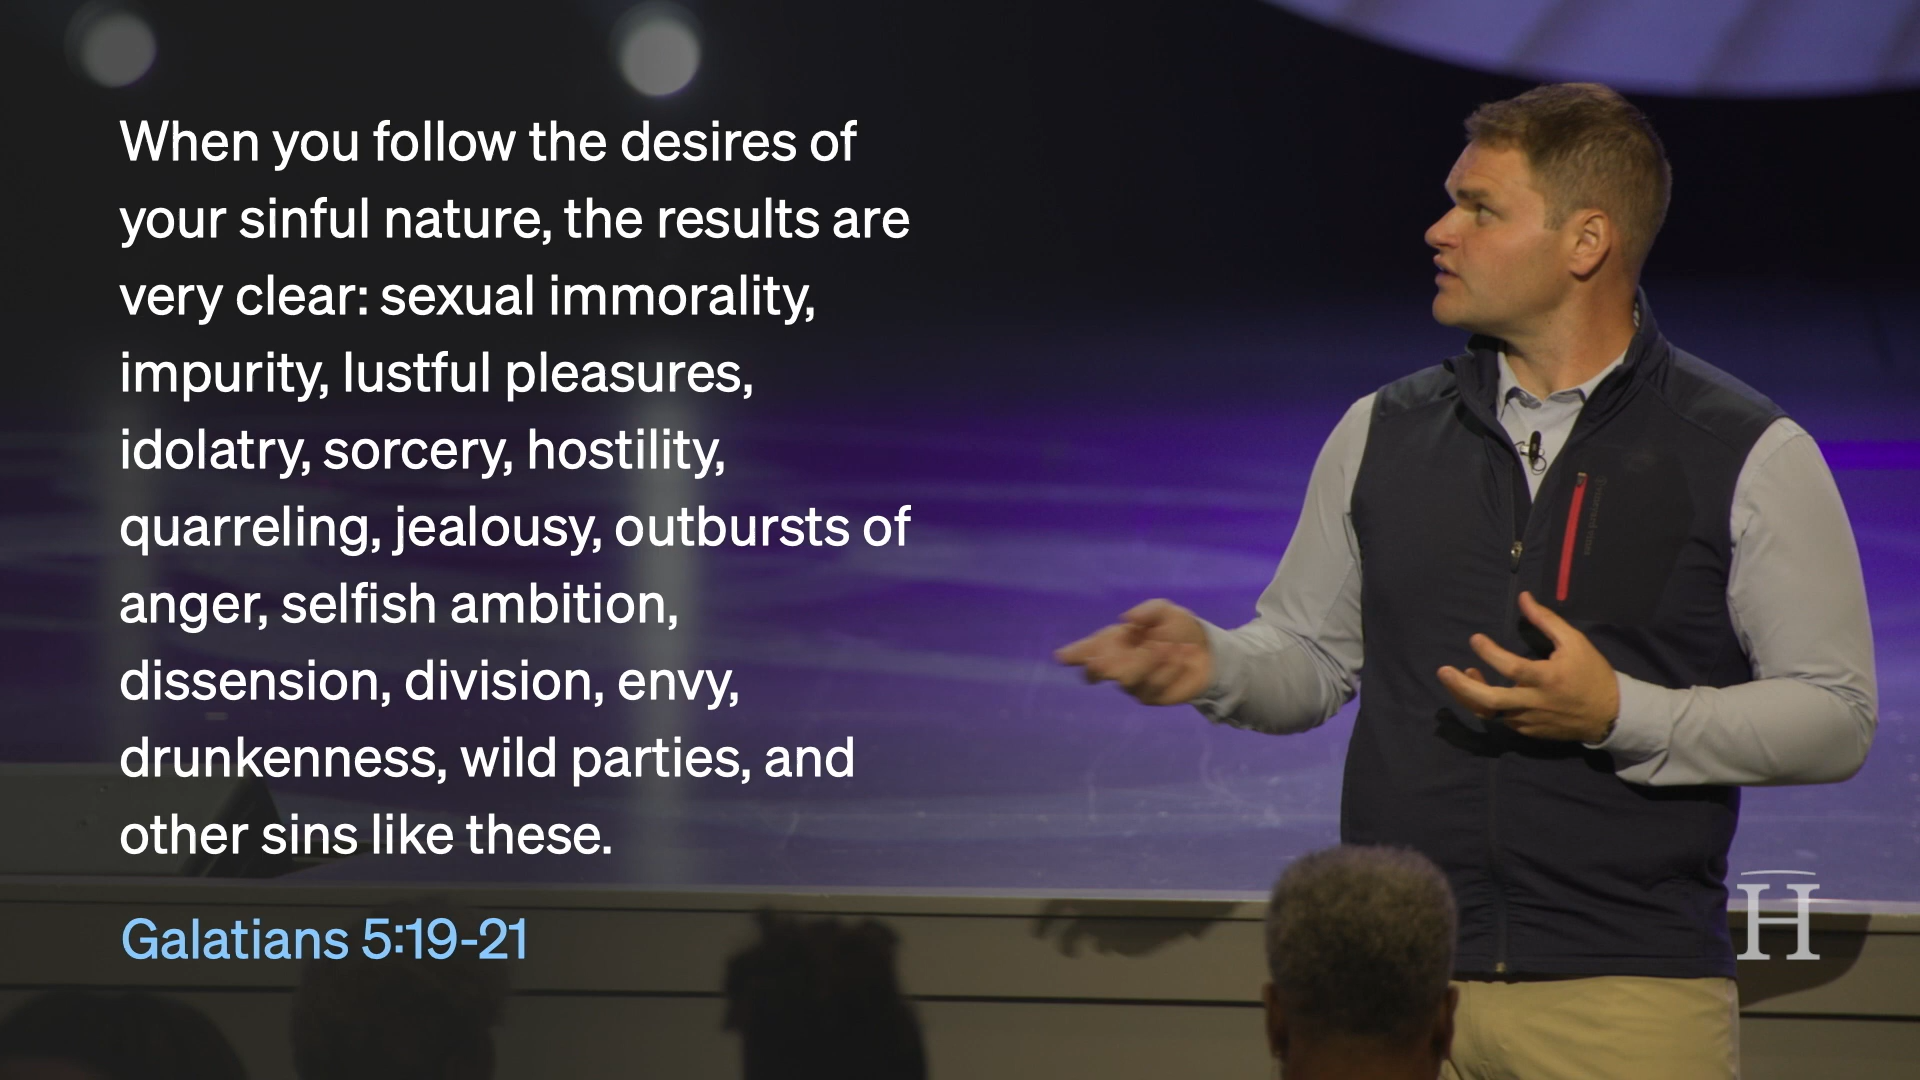 When you follow the desires of
your sinful nature, the results are
very clear: sexual immorality,
impurity, lustful pleasures,
idolatry, sorcery, hostility,
quarreling, jealousy, outbursts of
anger, selfish ambition,
dissension, division, envy,
drunkenness, wild parties, and
other sins like these.
Galatians 5:19-21
H